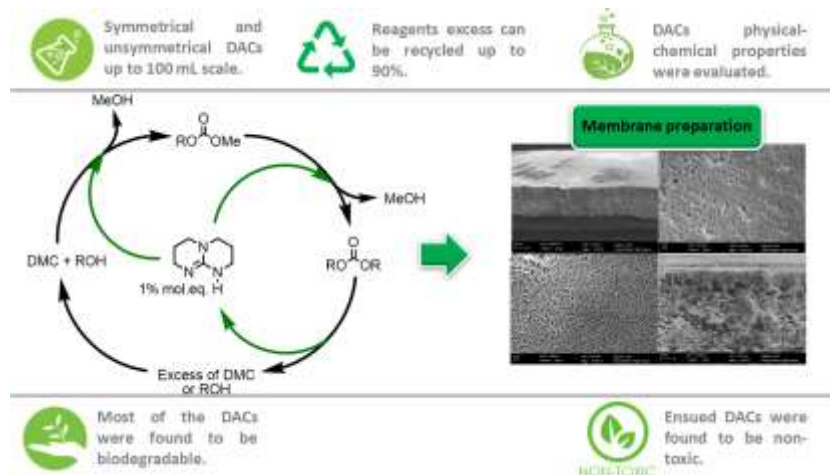 Symmetrical and
unsymmetrical DACs
up to 100 mL scale.
Reagents excess can
be recycled up to
90%.
DACs physical-
chemical properties
were evaluated.
MeOH
RO
O
OMe
MeOH
DMC + ROH
N
N
N
H
1% mol.eq.
O
RO
OR
Excess of DMC
or ROH
Membrane preparation
Most of the DACs
were found to be
biodegradable.
NON-TOXIC
Ensued DACs were
found to be non-
toxic.